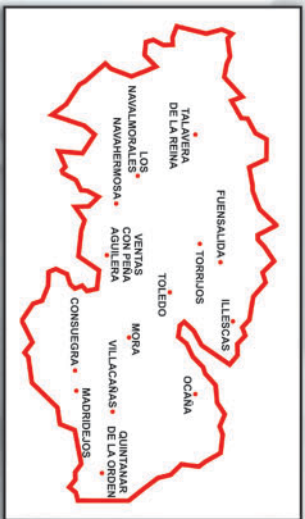 TALAVERA
DE LA REINA
FUENSALIDA
ILLESCAS
TORRIJOS
TOLEDO
OCAÑA
LOS
NAVALMORALES
NAVAHERMOSA
VENTAS
CON PEÑA
AGUILERA
MORA
VILLACAÑAS
QUINTANAR
DE LA ORDEN
CONSUEGRA
MADRIDEJOS